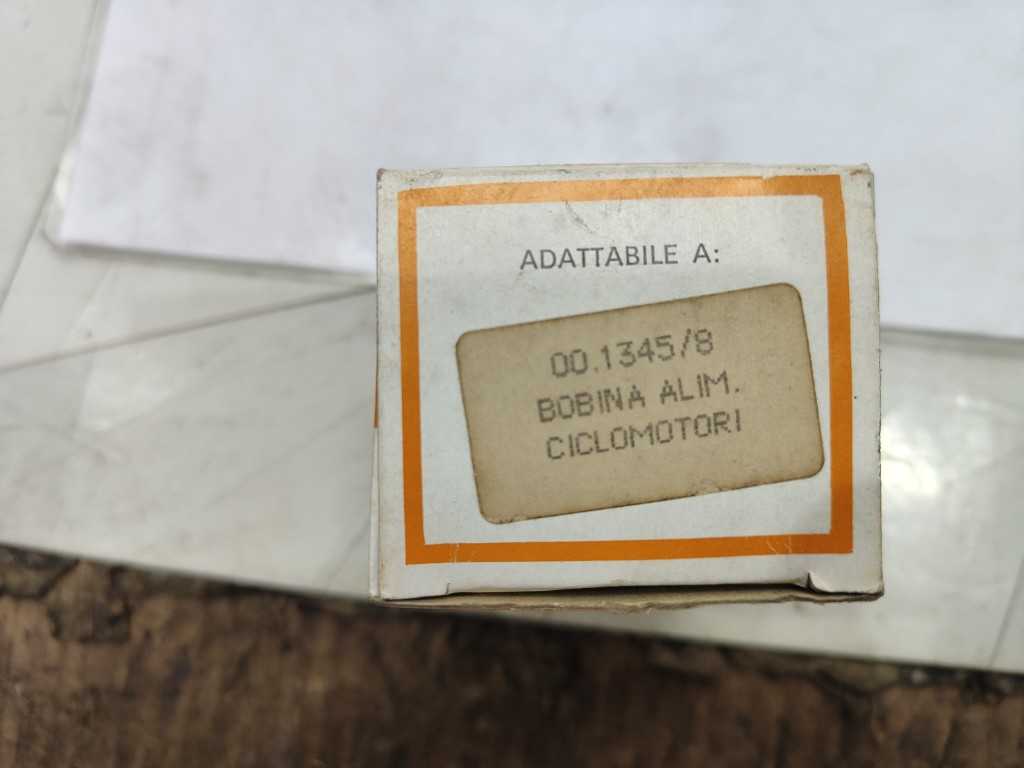 ADATTABILE A:
00.1345/8
BOBINA ALIM.
CICLOMOTORI